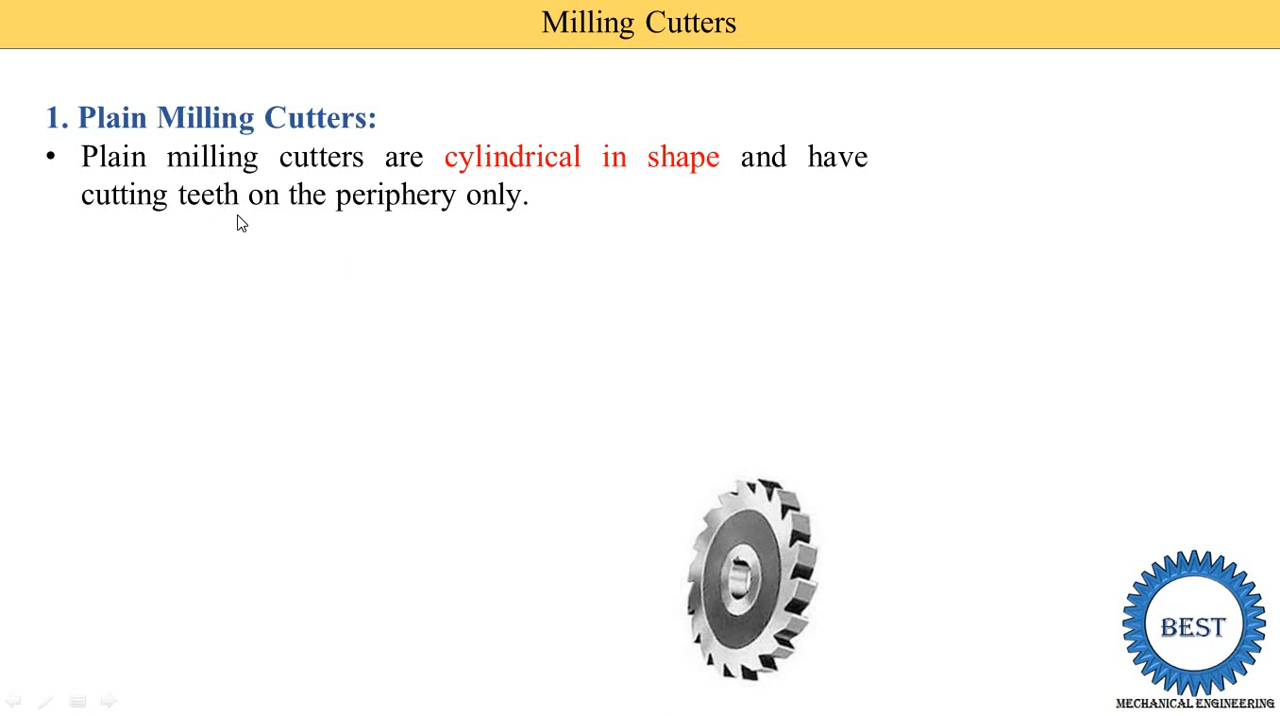 Milling Cutters
1. Plain Milling Cutters:
• Plain milling cutters are cylindrical in shape and have
cutting teeth on the periphery only.
BEST
MECHANICAL ENGINEERING